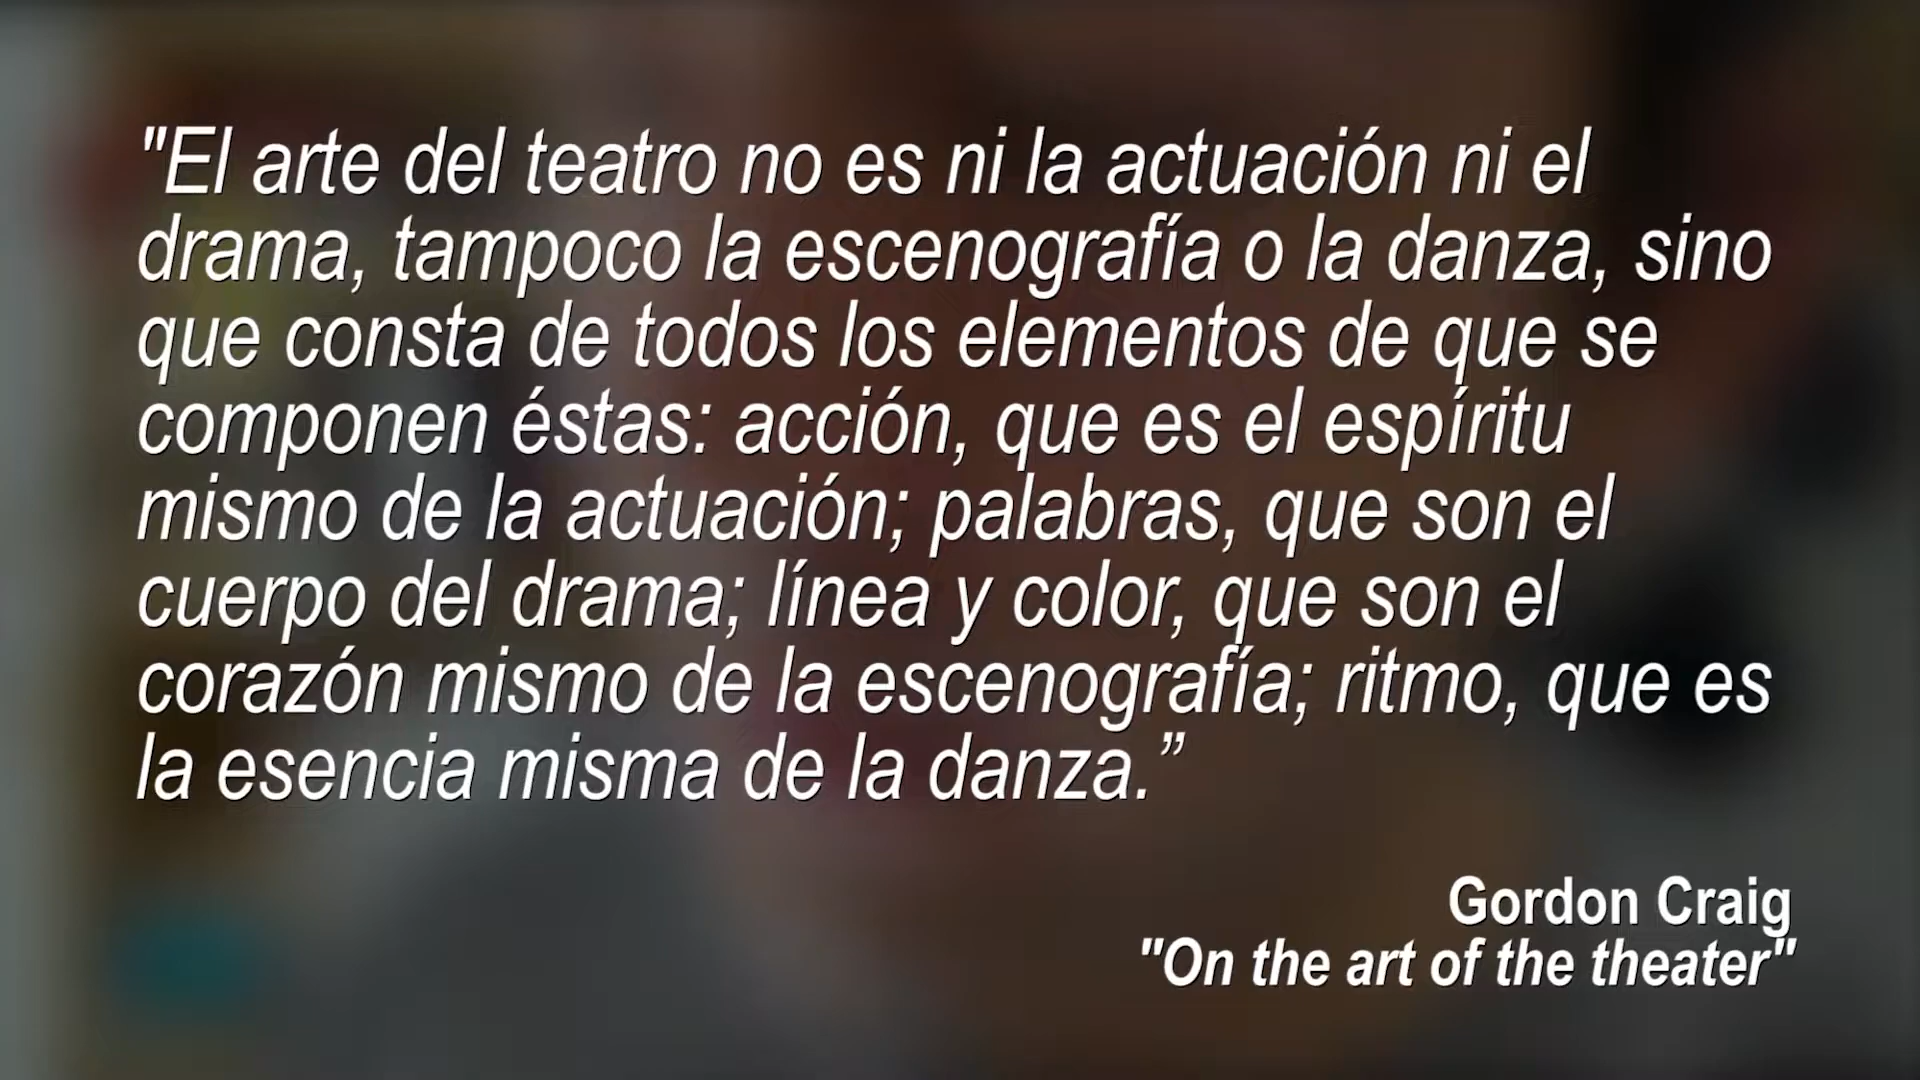 "El arte del teatro no es ni la actuación ni el
drama, tampoco la escenografía o la danza, sino
que consta de todos los elementos de que se
componen éstas: acción, que es el espíritu
mismo de la actuación; palabras, que son el
cuerpo del drama; línea y color, que son el
corazón mismo de la escenografía; ritmo, que es
la esencia misma de la danza.”
Gordon Craig
"On the art of the theater"